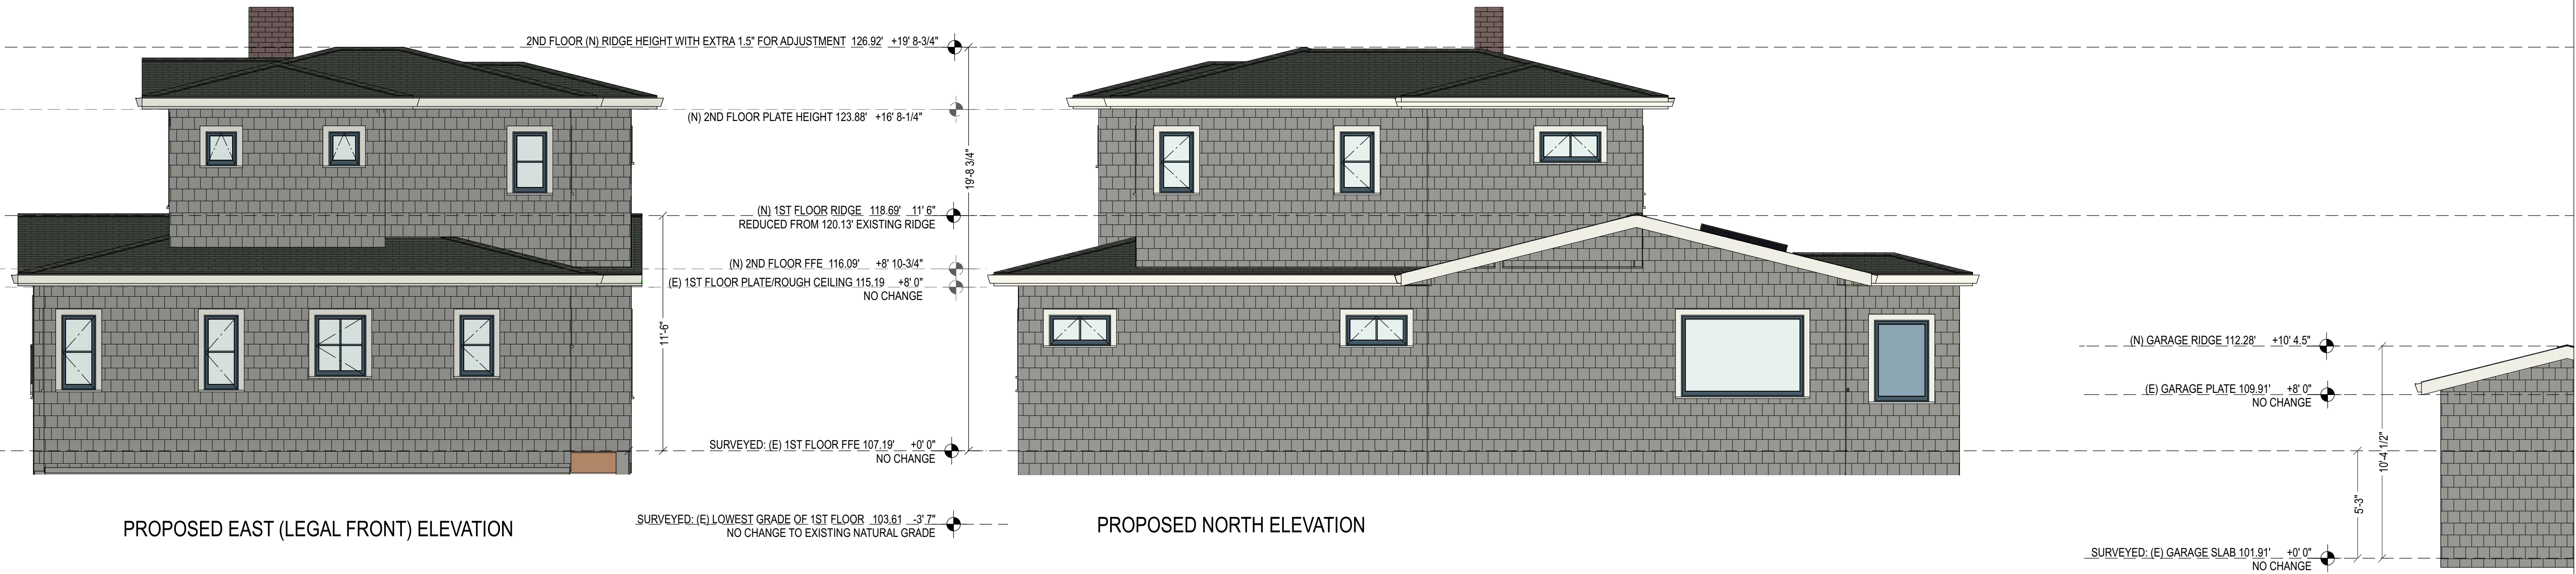 2ND FLOOR (N) RIDGE HEIGHT WITH EXTRA 1.5" FOR ADJUSTMENT 126.92' +19' 8-3/4"
(N) 2ND FLOOR PLATE HEIGHT 123.88' +16' 8-1/4"
19'-8 3/4"
(N) 1ST FLOOR RIDGE 118.69' 11' 6"
REDUCED FROM 120.13' EXISTING RIDGE
(N) 2ND FLOOR FFE 116.09' +8' 10-3/4"
(E) 1ST FLOOR PLATE/ROUGH CEILING 115.19 +8' 0"
NO CHANGE
11'-6"
SURVEYED: (E) 1ST FLOOR FFE 107.19' +0' 0"
NO CHANGE
SURVEYED: (E) LOWEST GRADE OF 1ST FLOOR 103.61 -3' 7"
NO CHANGE TO EXISTING NATURAL GRADE
PROPOSED EAST (LEGAL FRONT) ELEVATION
PROPOSED NORTH ELEVATION
(N) GARAGE RIDGE 112.28' +10' 4.5"
(E) GARAGE PLATE 109.91' +8' 0"
NO CHANGE
10'-4 1/2"
5'-3"
SURVEYED: (E) GARAGE SLAB 101.91' +0' 0"
NO CHANGE